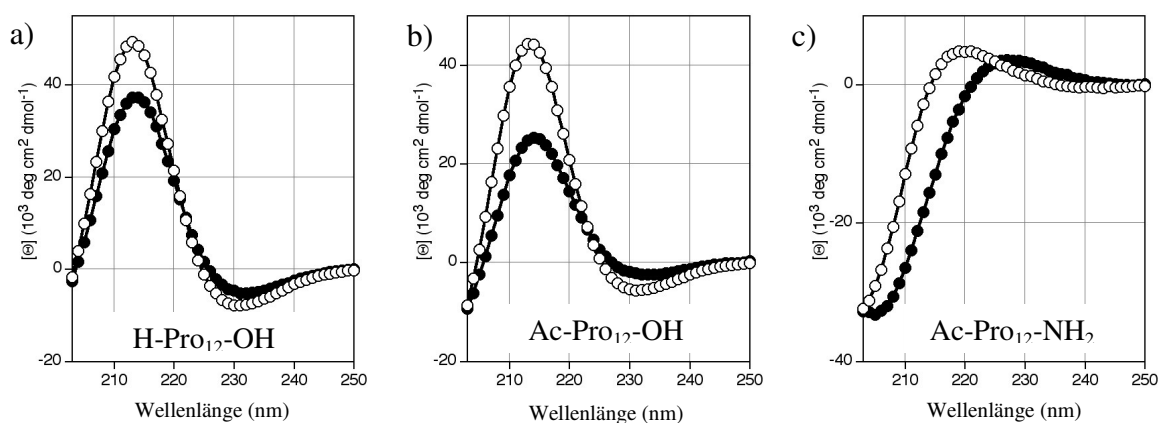 a)
[Θ] (10³ deg cm² dmol⁻¹)
40
20
0
-20
210 220 230 240 250
Wellenlänge (nm)
H-Pro₁₂-OH
b)
[Θ] (10³ deg cm² dmol⁻¹)
40
20
0
-20
210 220 230 240 250
Wellenlänge (nm)
Ac-Pro₁₂-OH
c)
[Θ] (10³ deg cm² dmol⁻¹)
0
-20
-40
210 220 230 240 250
Wellenlänge (nm)
Ac-Pro₁₂-NH₂